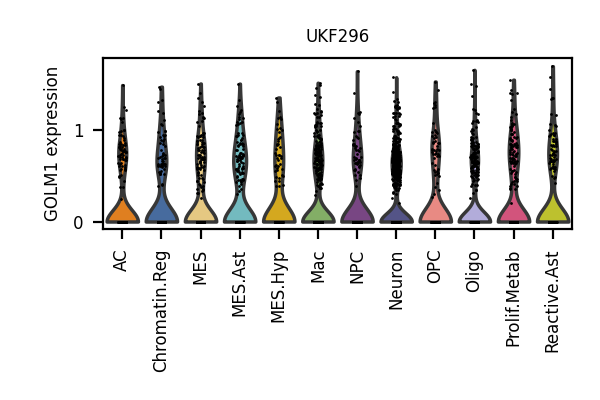 UKF296
GOLM1 expression
1
0
AC
Chromatin.Reg
MES
MES.Ast
MES.Hyp
Mac
NPC
Neuron
OPC
Oligo
Prolif.Metab
Reactive.Ast